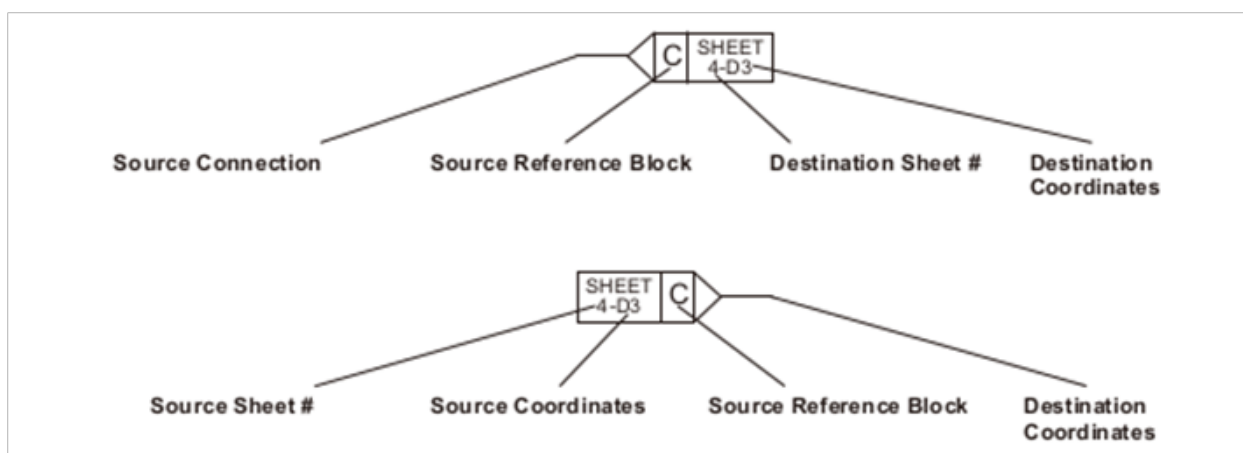 C
SHEET
4-D3
Source Connection
Source Reference Block
Destination Sheet #
Destination
Coordinates
SHEET
4-D3
C
Source Sheet #
Source Coordinates
Source Reference Block
Destination
Coordinates